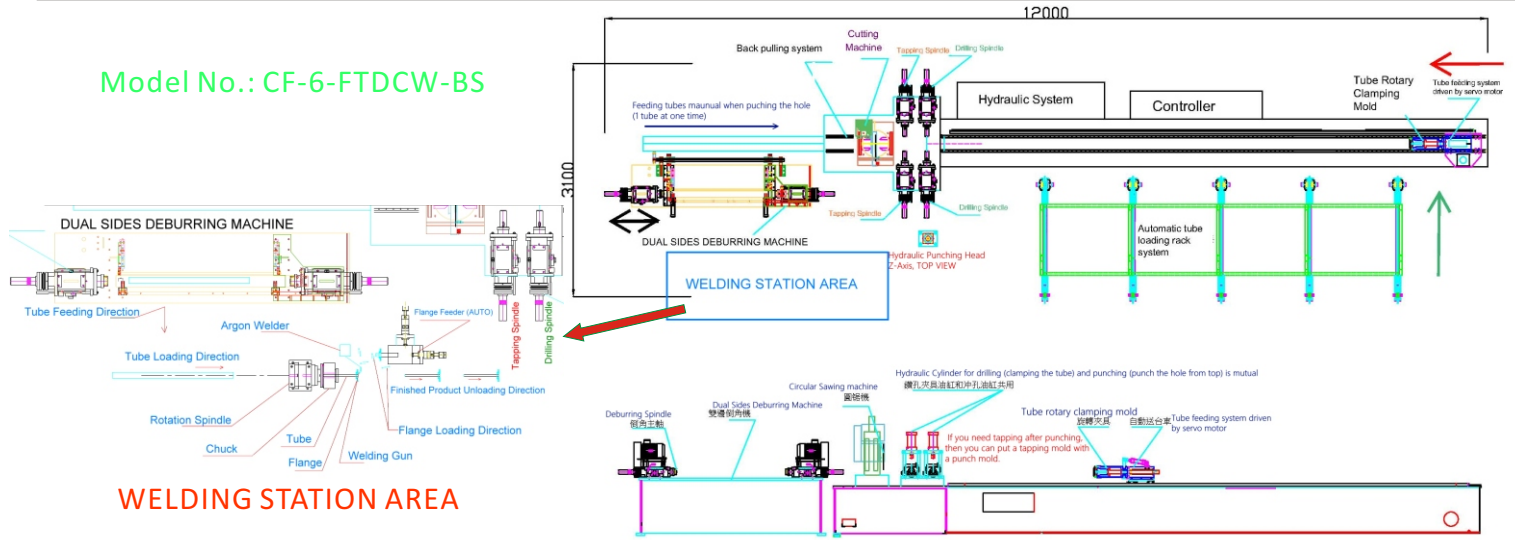 12000
Model No.: CF-6-FTDCW-BS
Back pulling system
Cutting
Machine
Tapping Spindle
Drilling Spindle
Hydraulic System
Controller
Tube Rotary
Clamping
Mold
Tube feeding system
driven by servo motor
Feeding tubes maunual when puching the hole
(1 tube at one time)
3100
Tapping Spindle
Drilling Spindle
DUAL SIDES DEBURRING MACHINE
Automatic tube
loading rack
system
Hydraulic Punching Head
Z-Axis, TOP VIEW
WELDING STATION AREA
DUAL SIDES DEBURRING MACHINE
Tube Feeding Direction
Argon Welder
Flange Feeder (AUTO)
Tapping Spindle
Drilling Spindle
Tube Loading Direction
Finished Product Unloading Direction
Rotation Spindle
Chuck
Tube
Flange
Welding Gun
Flange Loading Direction
WELDING STATION AREA
Hydraulic Cylinder for drilling (clamping the tube) and punching (punch the hole from top) is mutual
鑽孔夾具油缸和沖孔油缸共用
Circular Sawing machine
圓鋸機
Dual Sides Deburring Machine
雙邊倒角機
Deburring Spindle
倒角主軸
If you need tapping after punching,
then you can put a tapping mold with
a punch mold.
Tube rotary clamping mold
旋轉夾具
自動送台車
Tube feeding system driven
by servo motor